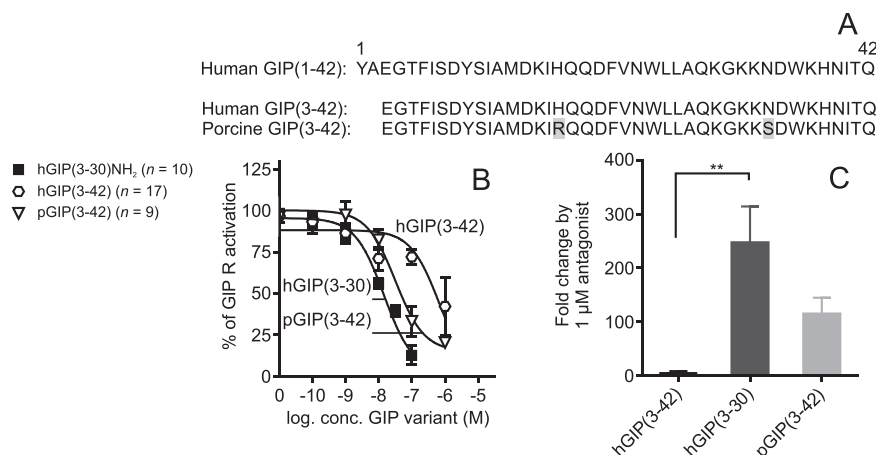 A
1 42
Human GIP(1-42): YAEGTFISDYSIAMDKIHQQDFVNWLLAQKGKKNDWKHNITQ
Human GIP(3-42): EGTFISDYSIAMDKIHQQDFVNWLLAQKGKKNDWKHNITQ
Porcine GIP(3-42): EGTFISDYSIAMDKIRQQDFVNWLLAQKGKKSDWKHNITQ
hGIP(3-30)NH2 (n = 10)
hGIP(3-42) (n = 17)
pGIP(3-42) (n = 9)
B
% of GIP R activation
125
100
75
50
25
0
hGIP(3-42)
hGIP(3-30)
pGIP(3-42)
0 -10 -9 -8 -7 -6 -5
log. conc. GIP variant (M)
C
Fold change by
1 µM antagonist
400
300
200
100
0
**
hGIP(3-42)
hGIP(3-30)
pGIP(3-42)